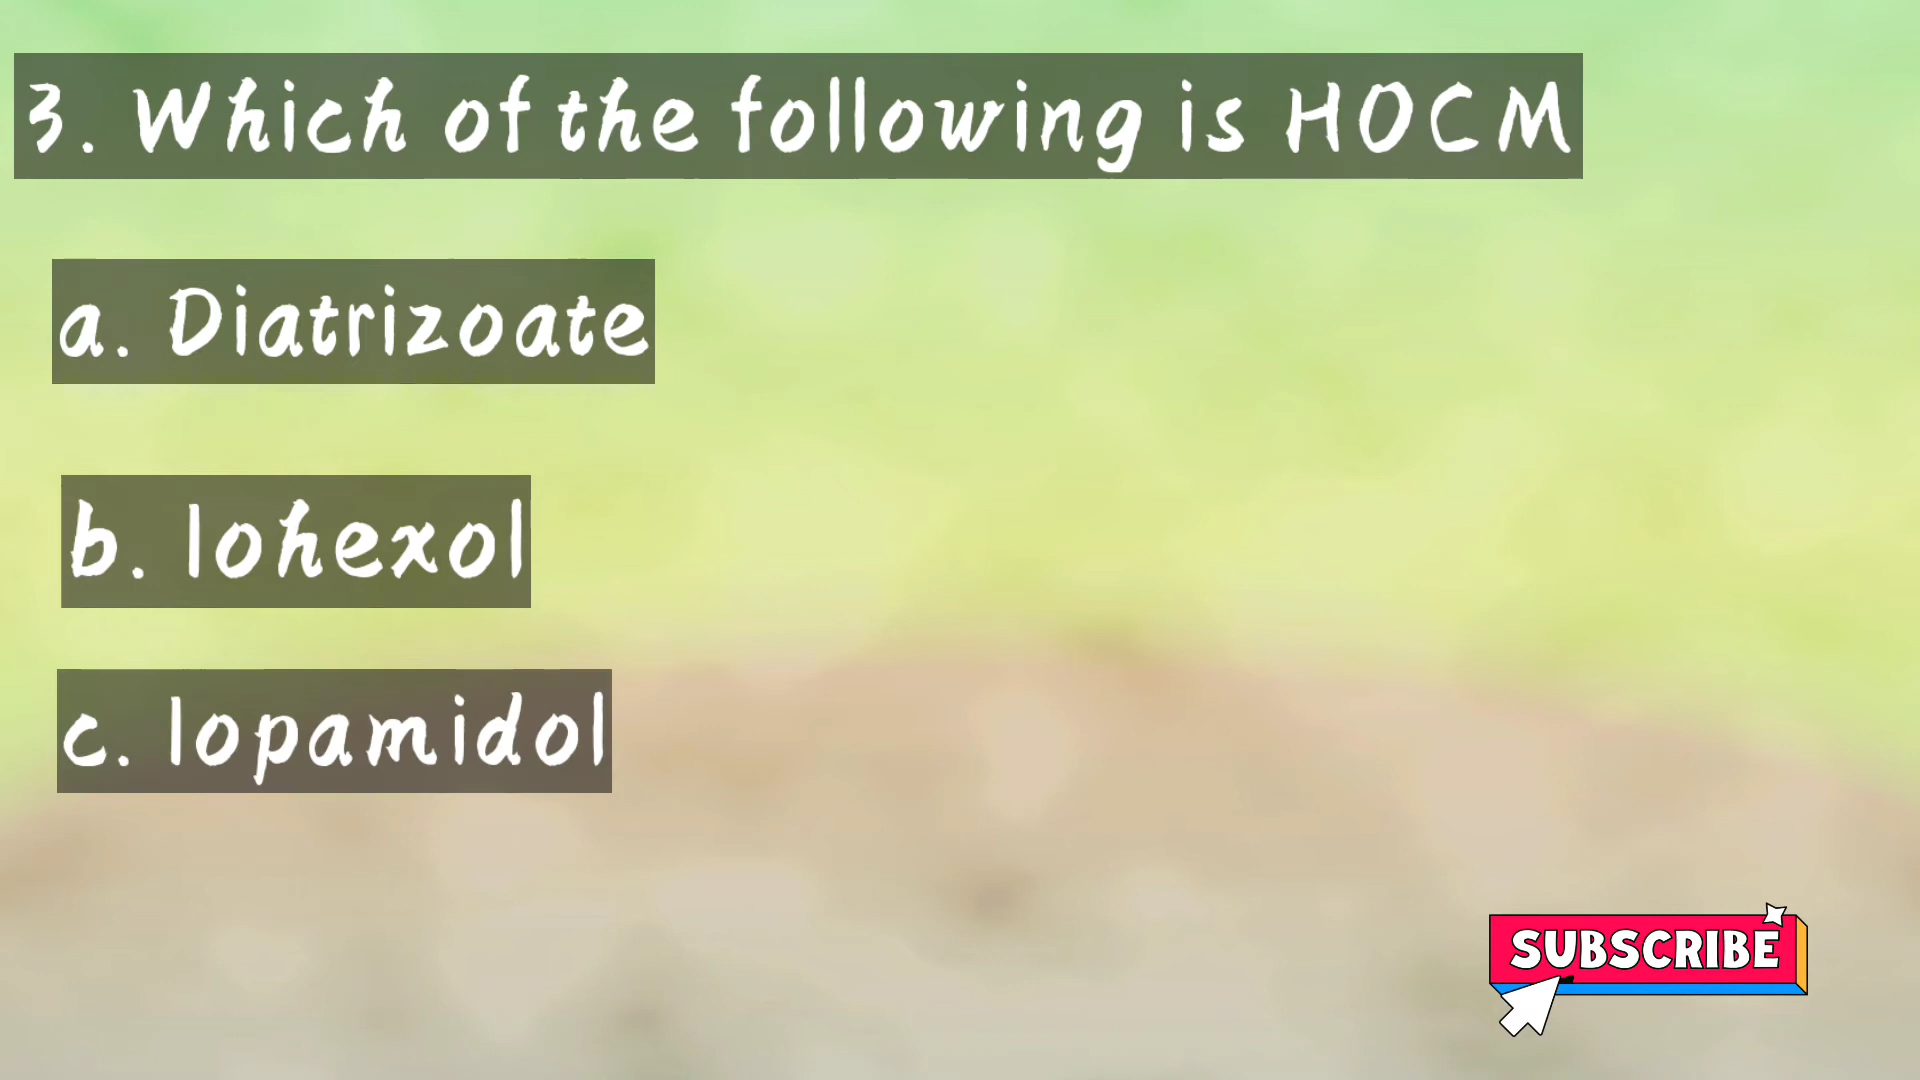 3. Which of the following is HOCM
a. Diatrizoate
b. Iohexol
c. Iopamidol
SUBSCRIBE